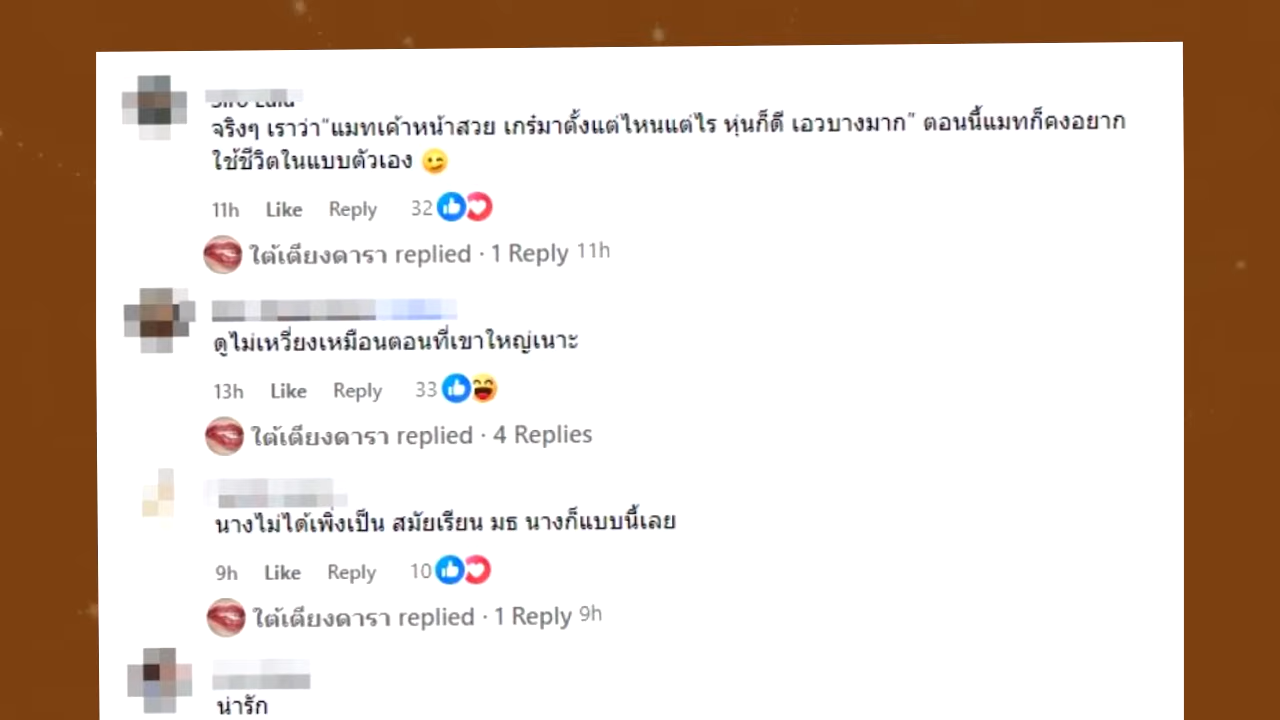 จริงๆ เราว่า"แมทเค้าหน้าสวย เกร๋มาตั้งแต่ไหนแต่ไร หุ่นก็ดี เอวบางมาก" ตอนนี้แมทก็คงอยาก
ใช้ชีวิตในแบบตัวเอง 😉
11h Like Reply 32
ใต้เตียงดารา replied · 1 Reply 11h
ดูไม่เหวี่ยงเหมือนตอนที่เขาใหญ่เนาะ
13h Like Reply 33
ใต้เตียงดารา replied · 4 Replies
นางไม่ได้เพิ่งเป็น สมัยเรียน มธ นางก็แบบนี้เลย
9h Like Reply 10
ใต้เตียงดารา replied · 1 Reply 9h
น่ารัก